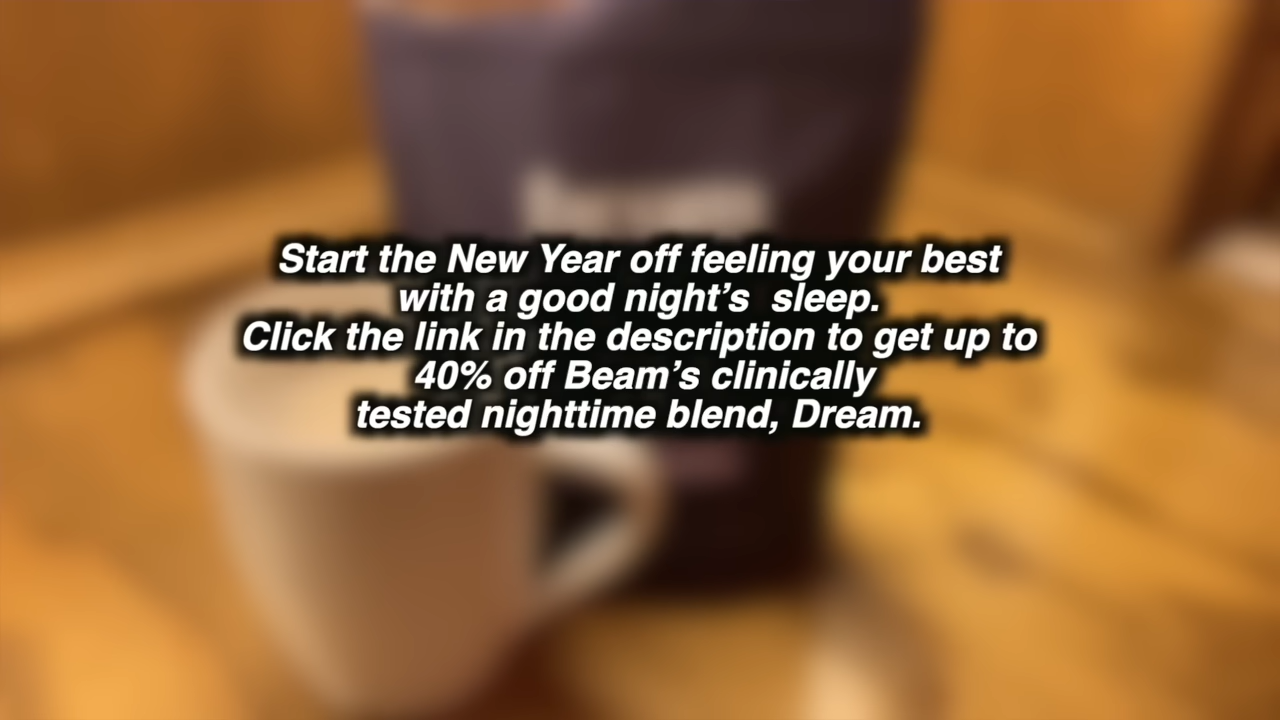 Start the New Year off feeling your best
with a good night’s  sleep.
Click the link in the description to get up to
40% off Beam’s clinically
tested nighttime blend, Dream.